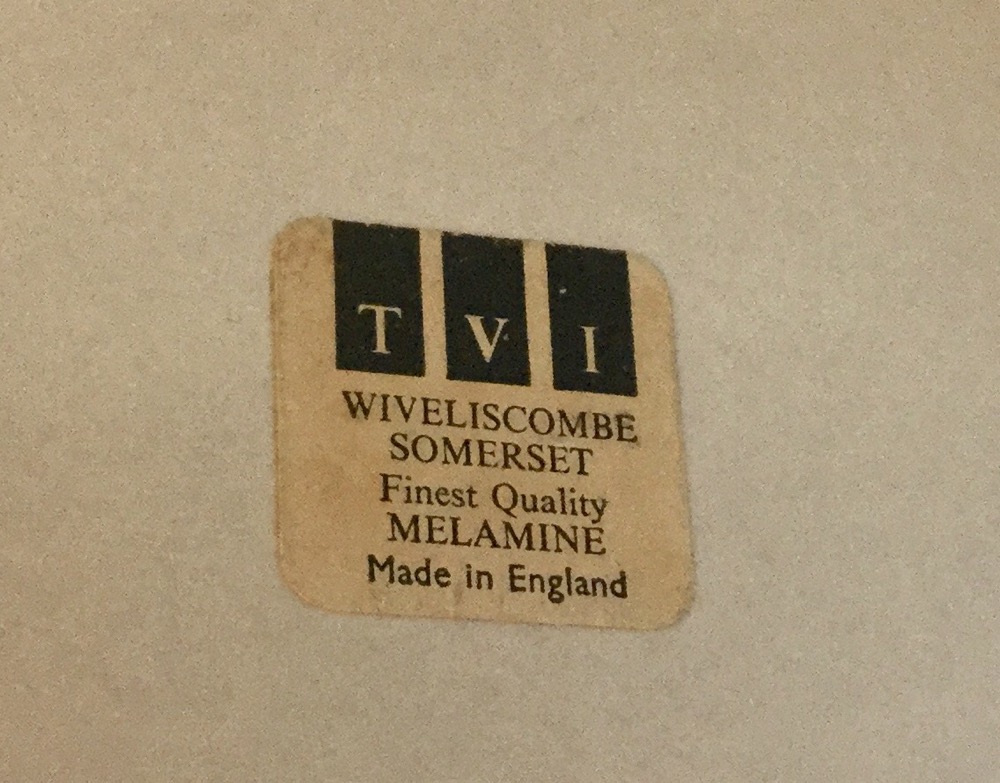 T V I
WIVELISCOMBE
SOMERSET
Finest Quality
MELAMINE
Made in England